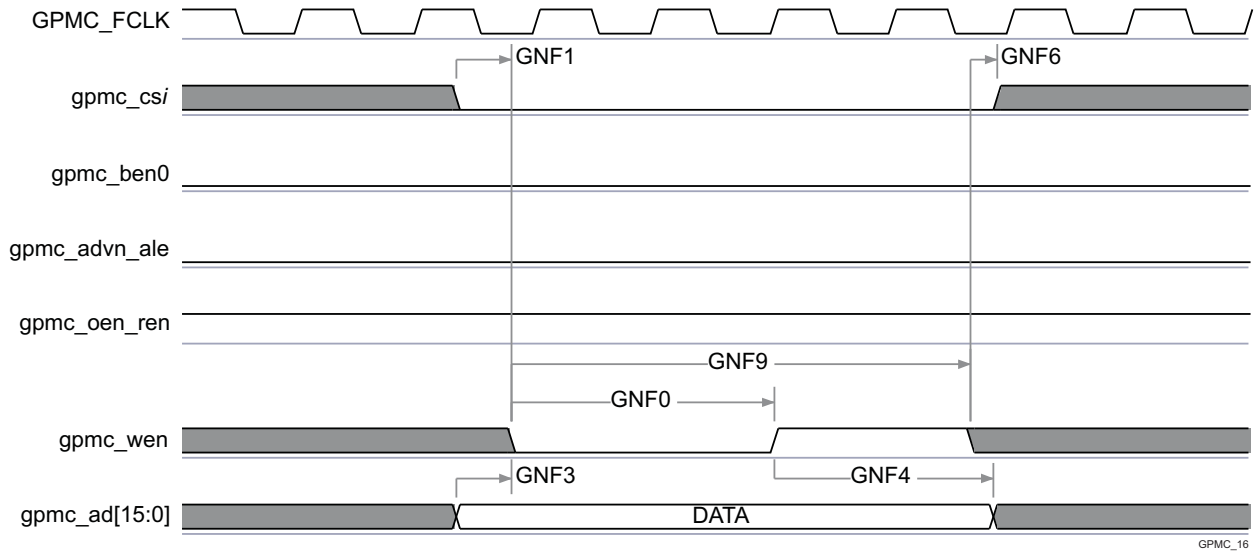 GPMC_FCLK
GNF1
GNF6
gpmc_csi
gpmc_ben0
gpmc_advn_ale
gpmc_oen_ren
GNF9
GNF0
gpmc_wen
GNF3
GNF4
gpmc_ad[15:0]
DATA
GPMC_16